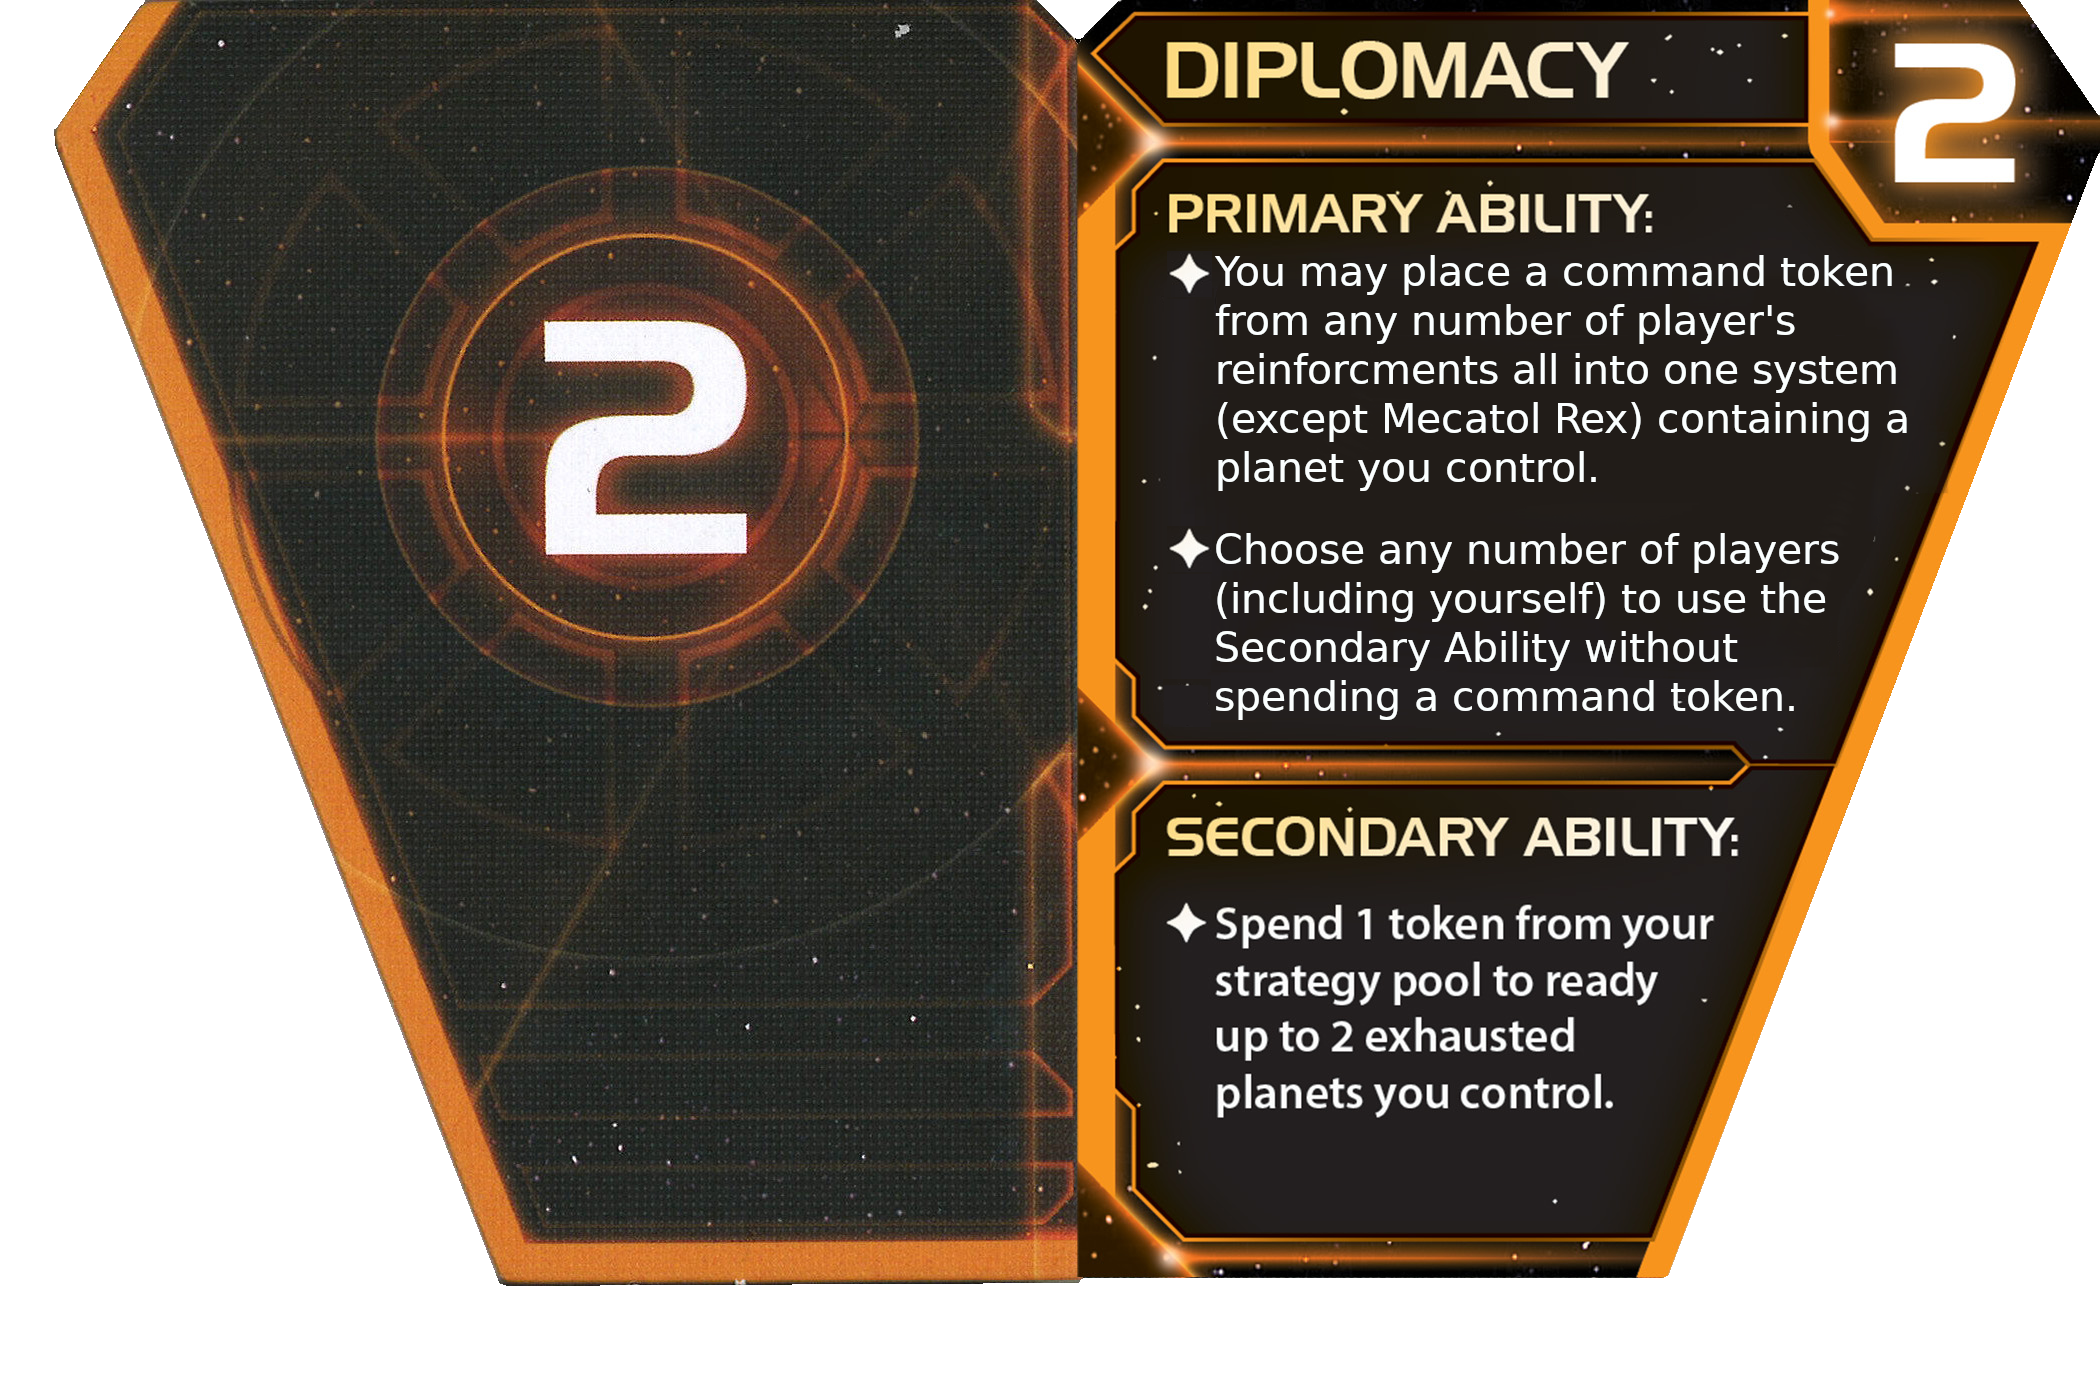 2
DIPLOMACY
2
PRIMARY ABILITY:
You may place a command token
from any number of player's
reinforcments all into one system
(except Mecatol Rex) containing a
planet you control.
Choose any number of players
(including yourself) to use the
Secondary Ability without
spending a command token.
SECONDARY ABILITY:
Spend 1 token from your
strategy pool to ready
up to 2 exhausted
planets you control.